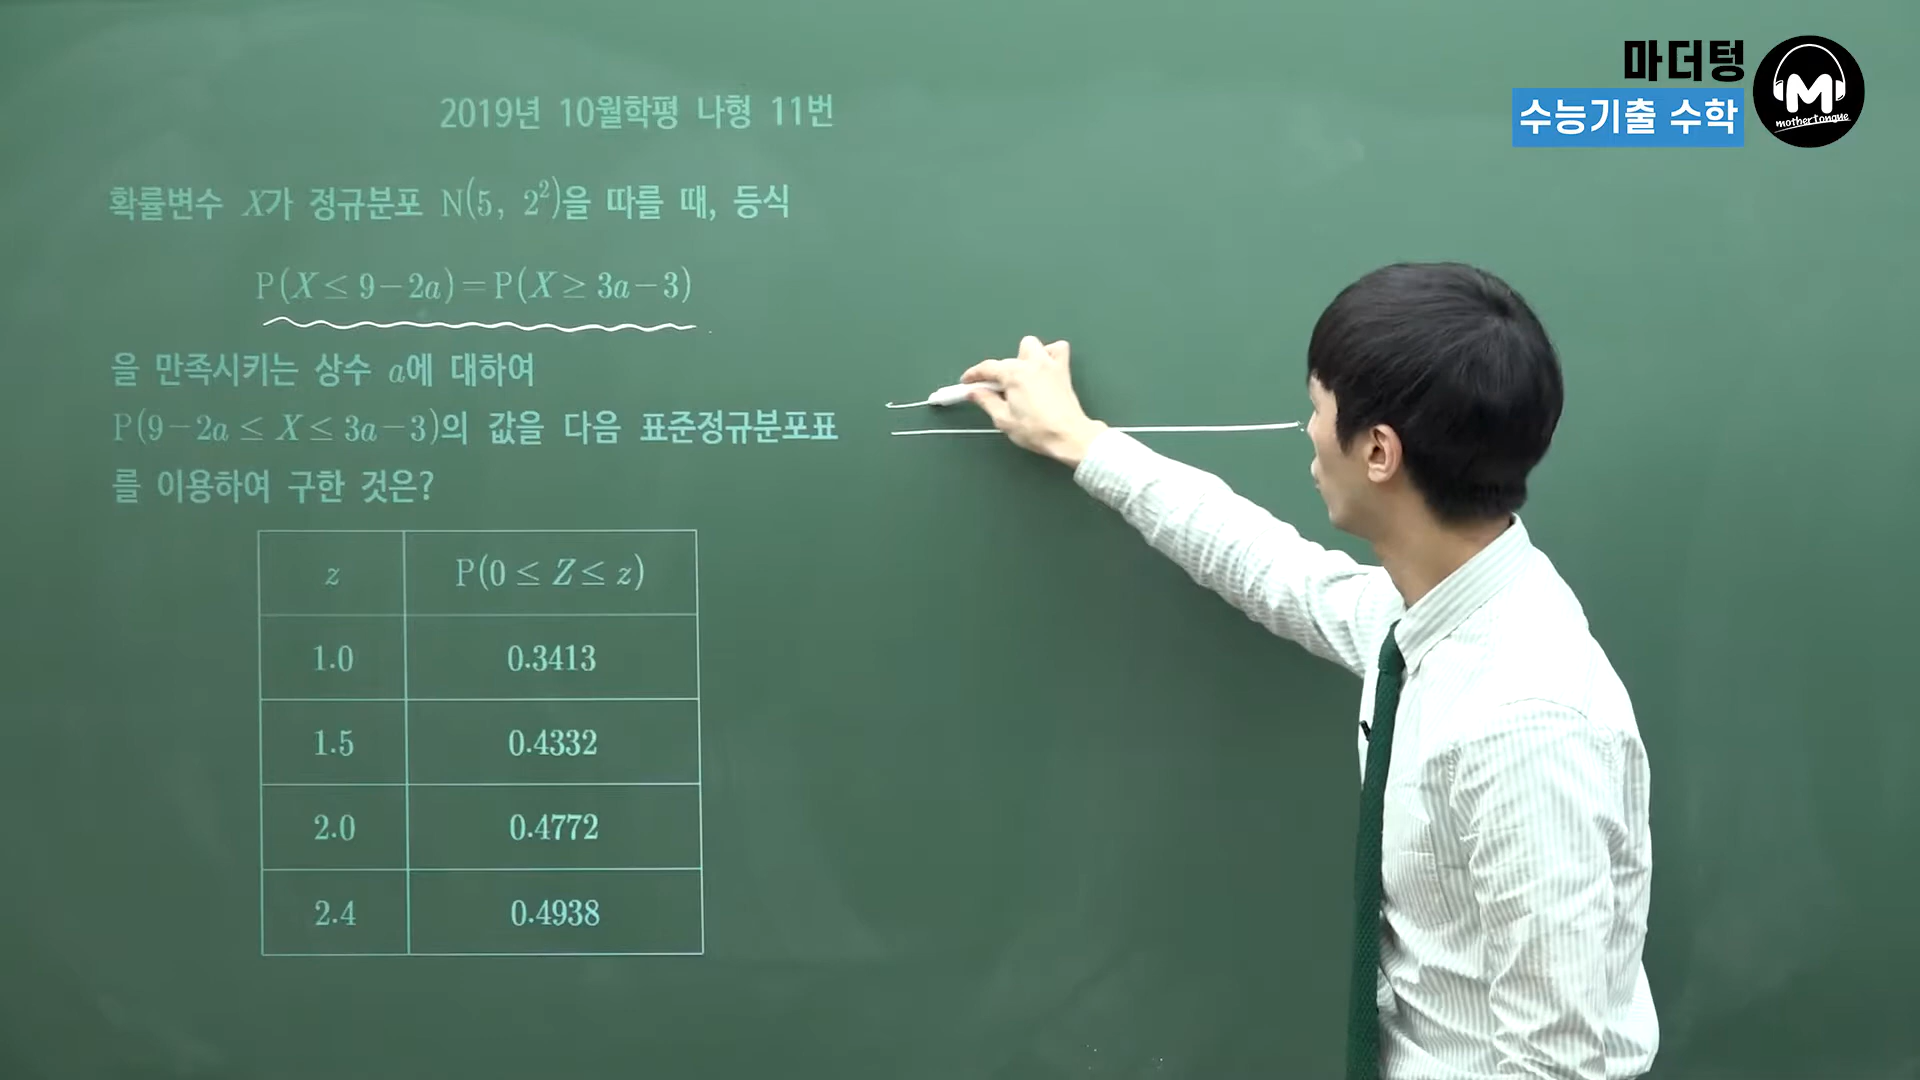 마더텅
수능기출 수학
M
mothertongue
2019년 10월학평 나형 11번
확률변수 X가 정규분포 N(5, 2²)을 따를 때, 등식
P(X ≤ 9−2a)=P(X ≥ 3a−3)
을 만족시키는 상수 a에 대하여
P(9−2a ≤ X ≤ 3a−3)의 값을 다음 표준정규분포표
를 이용하여 구한 것은?
z P(0 ≤ Z ≤ z)
1.0 0.3413
1.5 0.4332
2.0 0.4772
2.4 0.4938